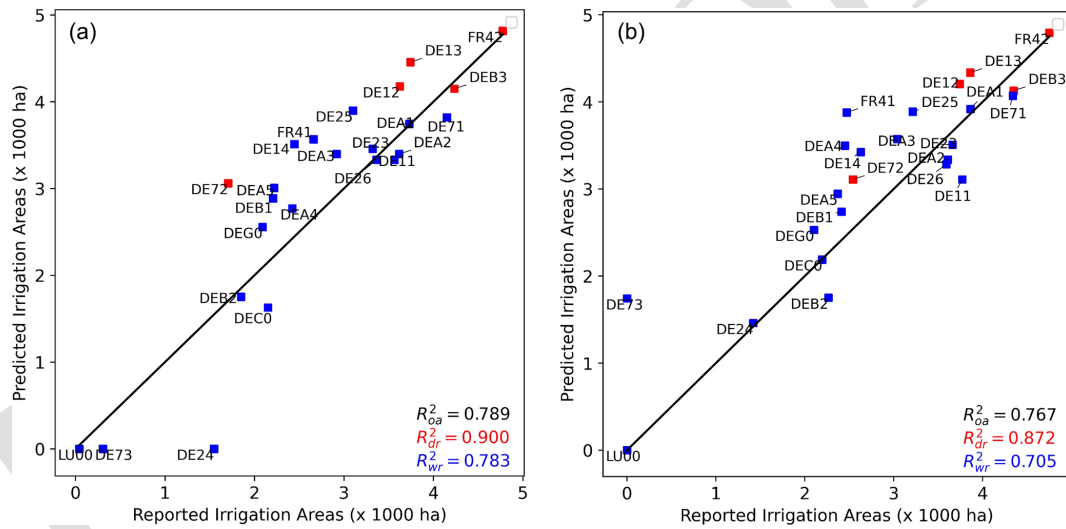 (a)
Predicted Irrigation Areas (x 1000 ha)
5
4
3
2
1
0
FR42
DE13
DEB3
DE12
DE25
DEA1
DE71
FR41
DE23
DEA2
DE14
DEA3
DE11
DE26
DE72
DEA5
DEB1
DEA4
DEG0
DEB2
DEC0
LU00
DE73
DE24
R²oa = 0.789
R²dr = 0.900
R²wr = 0.783
0 1 2 3 4 5
Reported Irrigation Areas (x 1000 ha)
(b)
Predicted Irrigation Areas (x 1000 ha)
5
4
3
2
1
0
FR42
DE13
DE12
DEB3
DE25
DEA1
FR41
DE71
DEA3
DEA4
DE23
DE14
DEA2
DE72
DE26
DEA5
DE11
DEB1
DEG0
DEC0
DEB2
DE73
DE24
LU00
R²oa = 0.767
R²dr = 0.872
R²wr = 0.705
0 1 2 3 4
Reported Irrigation Areas (x 1000 ha)